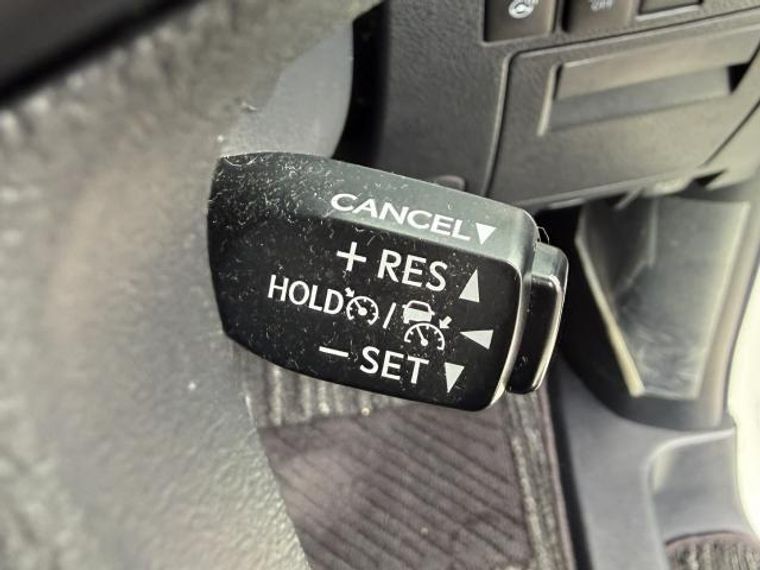 CANCEL▼
+ RES ▲
HOLD / ◀
− SET ▼